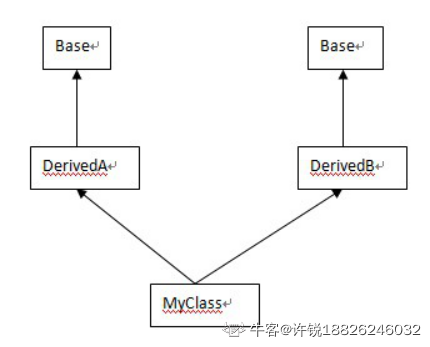 Base Base
DerivedA DerivedB
MyClass
牛客@许锐18826246032